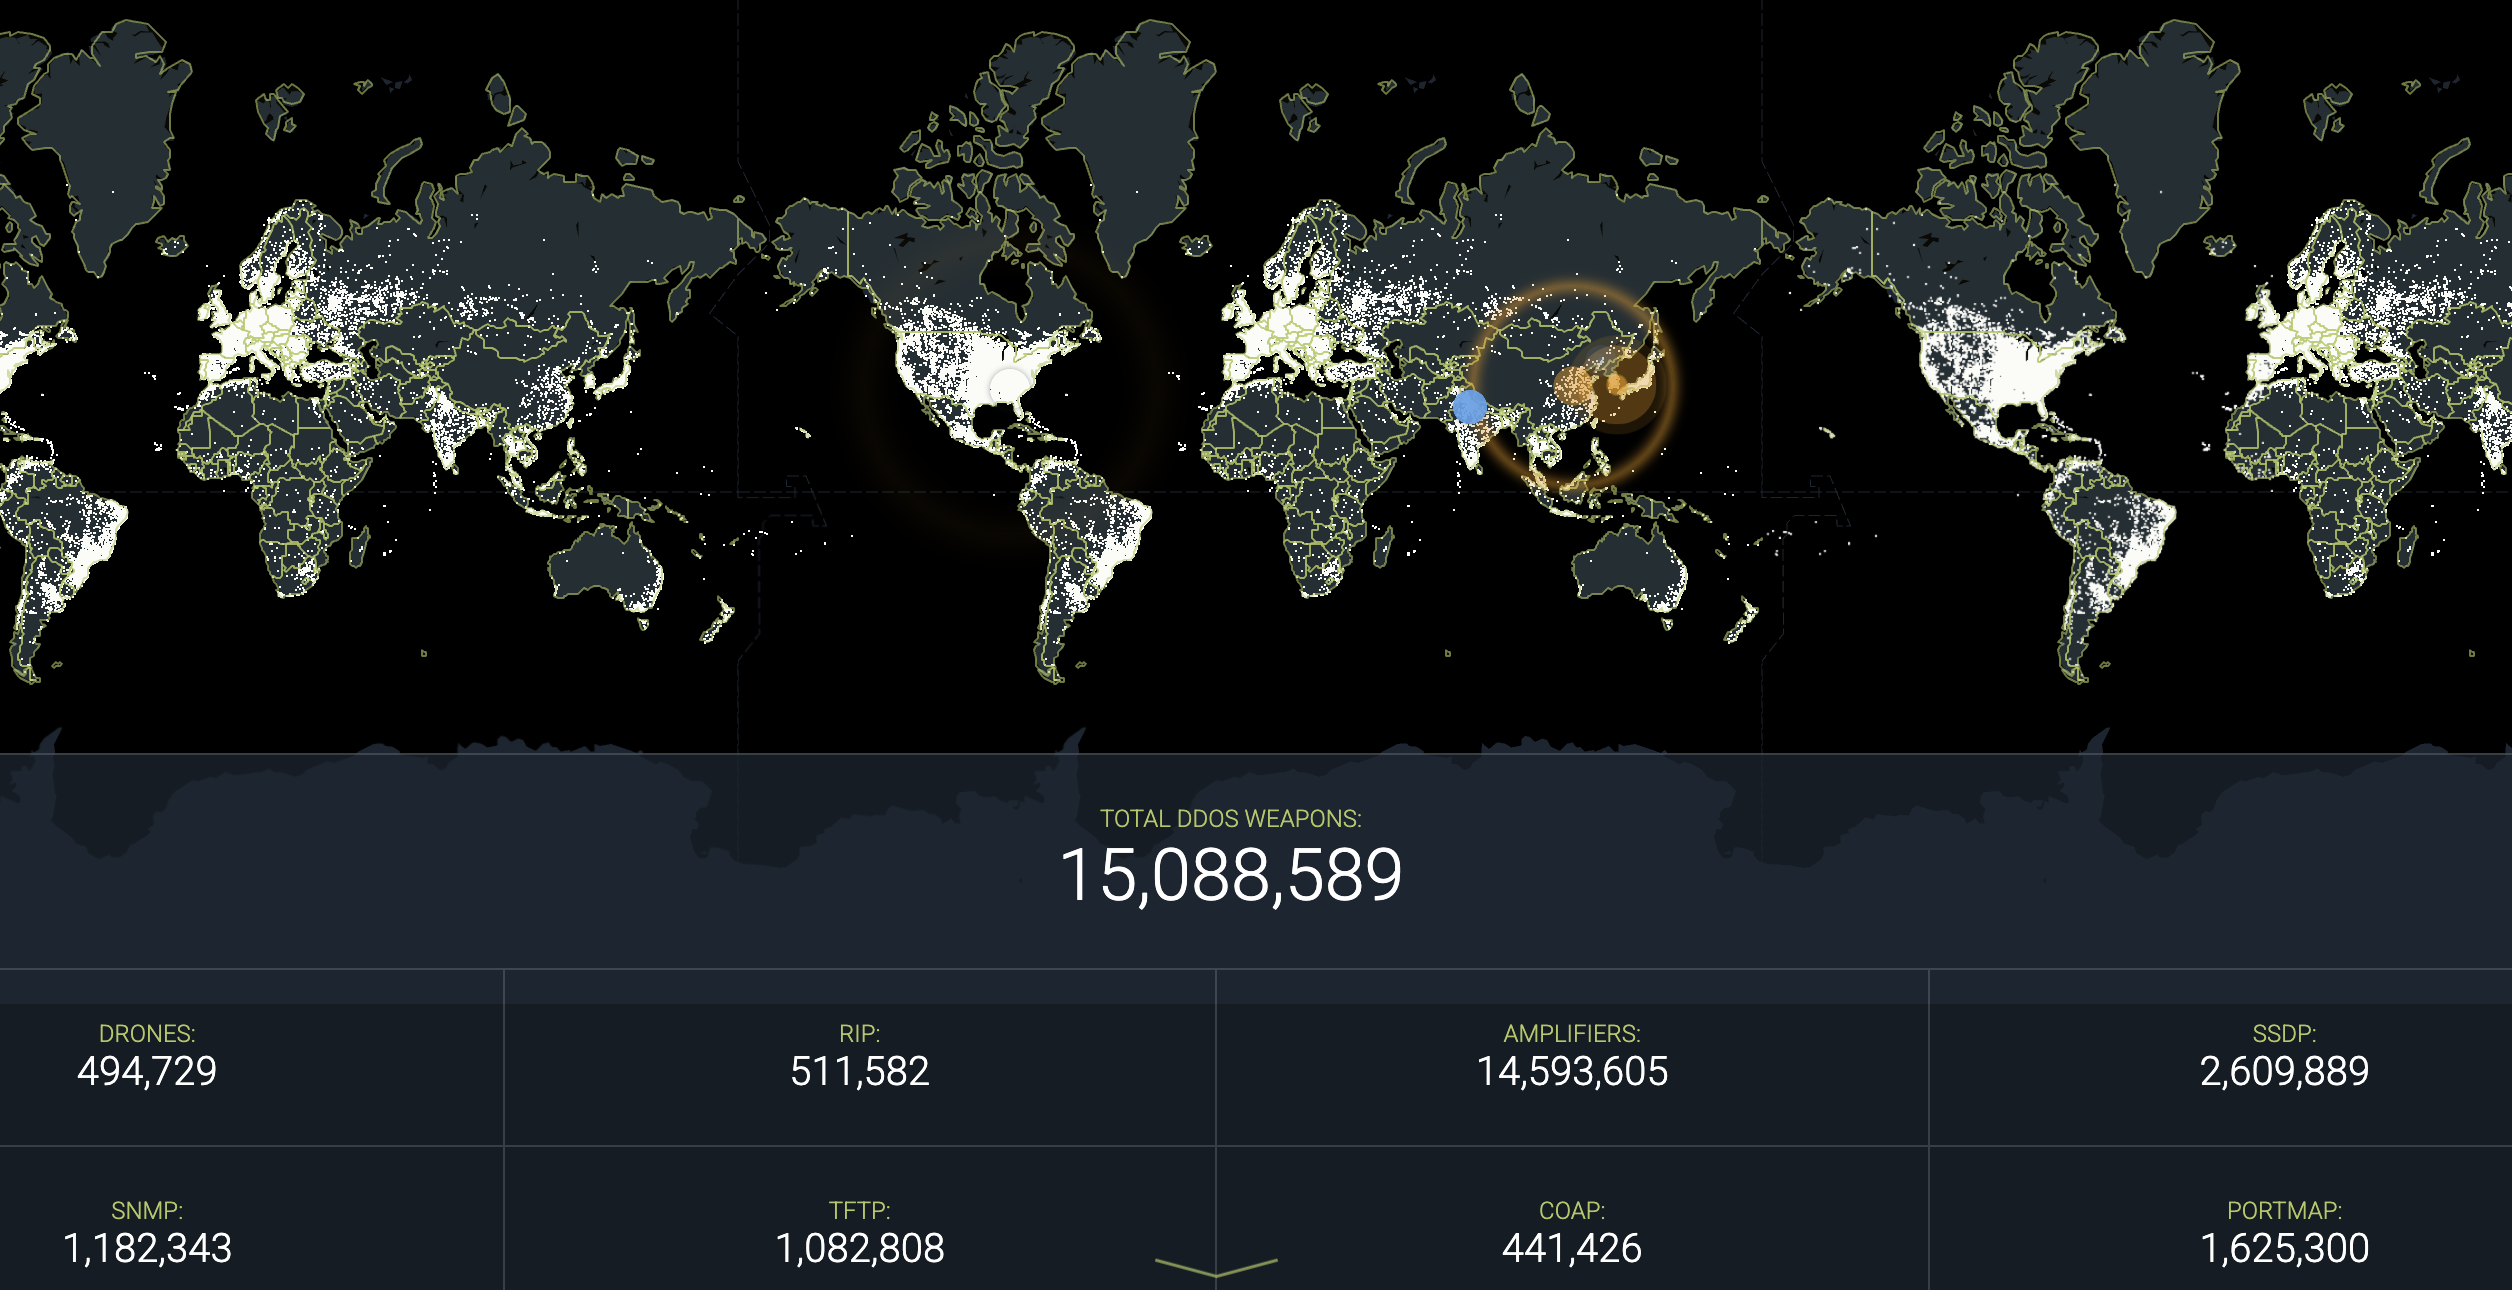 TOTAL DDOS WEAPONS:
15,088,589
DRONES:
494,729
RIP:
511,582
AMPLIFIERS:
14,593,605
SSDP:
2,609,889
SNMP:
1,182,343
TFTP:
1,082,808
COAP:
441,426
PORTMAP:
1,625,300